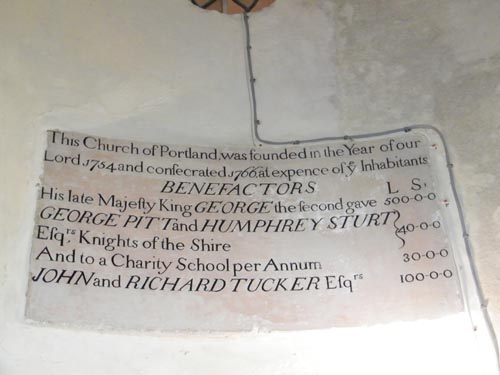 This Church of Portland, was founded in the Year of our
Lord 1754 and conſecrated 1766 at expence of yͤ Inhabitants
BENEFACTORS L S,
His late Majeſty King GEORGE the ſecond gave 500-0-0
GEORGE PITT and HUMPHREY STURT
Eſqʳˢ Knights of the Shire } 40-0-0
And to a Charity School per Annum 30-0-0
JOHN and RICHARD TUCKER Eſqʳˢ 100-0-0